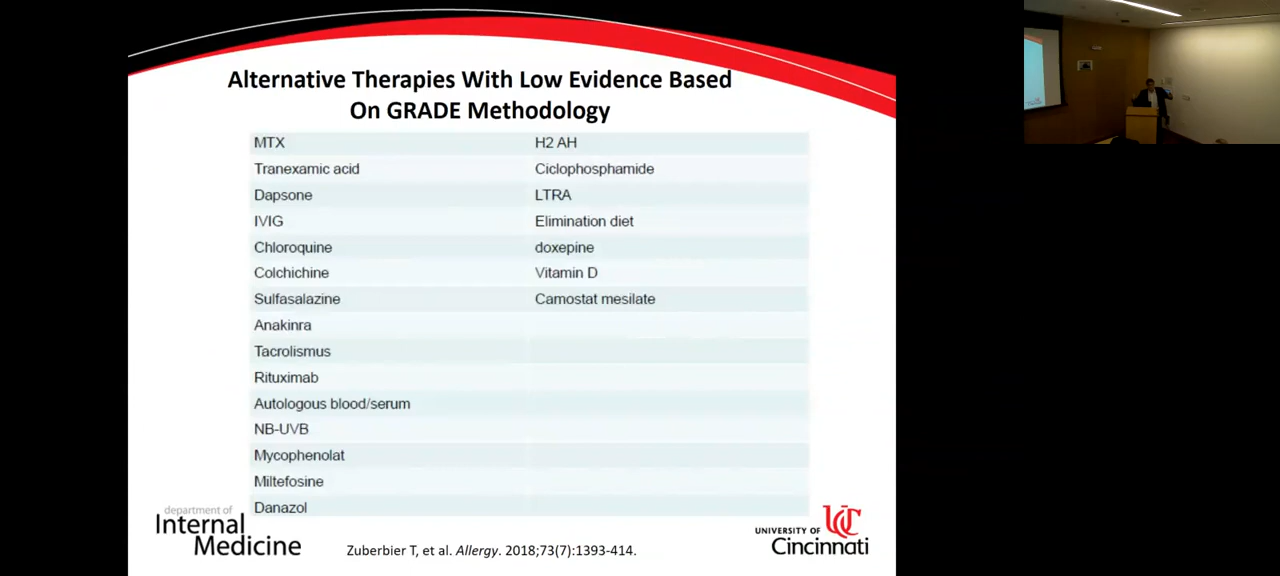 Alternative Therapies With Low Evidence Based
On GRADE Methodology
MTX
H2 AH
Tranexamic acid
Ciclophosphamide
Dapsone
LTRA
IVIG
Elimination diet
Chloroquine
doxepine
Colchichine
Vitamin D
Sulfasalazine
Camostat mesilate
Anakinra
Tacrolismus
Rituximab
Autologous blood/serum
NB-UVB
Mycophenolat
Miltefosine
Danazol
department of
Internal
Medicine
Zuberbier T, et al. Allergy. 2018;73(7):1393-414.
UC
UNIVERSITY OF
Cincinnati